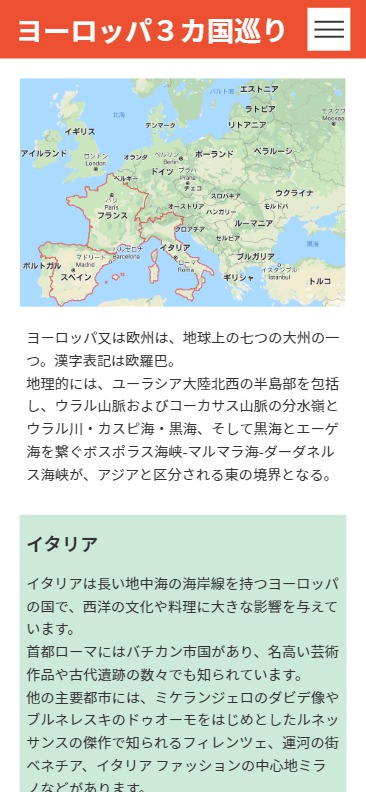 ヨーロッパ３カ国巡り
バルト海
エストニア
ラトビア
北海
モスクワ
Москва
イギリス
デンマーク
リトアニア
アイルランド
ロンドン
London
オランダ
ベルリン
Berlin
ポーランド
ベラルーシ
ベルギー
ドイツ
プラハ
Praha
チェコ
パリ
Paris
フランス
スロバキア
ウクライナ
オーストリア
ハンガリー
モルドバ
ルーマニア
クロアチア
セルビア
バルセロナ
Barcelona
イタリア
ブルガリア
黒海
ポルトガル
マドリード
Madrid
スペイン
ローマ
Roma
イスタンブル
Istanbul
ギリシャ
トルコ
ヨーロッパ又は欧州は、地球上の七つの大州の一
つ。漢字表記は欧羅巴。
地理的には、ユーラシア大陸北西の半島部を包括
し、ウラル山脈およびコーカサス山脈の分水嶺と
ウラル川・カスピ海・黒海、そして黒海とエーゲ
海を繋ぐボスポラス海峡-マルマラ海-ダーダネル
ス海峡が、アジアと区分される東の境界となる。
イタリア
イタリアは長い地中海の海岸線を持つヨーロッパ
の国で、西洋の文化や料理に大きな影響を与えて
います。
首都ローマにはバチカン市国があり、名高い芸術
作品や古代遺跡の数々でも知られています。
他の主要都市には、ミケランジェロのダビデ像や
ブルネレスキのドゥオーモをはじめとしたルネッ
サンスの傑作で知られるフィレンツェ、運河の街
ベネチア、イタリア ファッションの中心地ミラ
ノなどがあります。